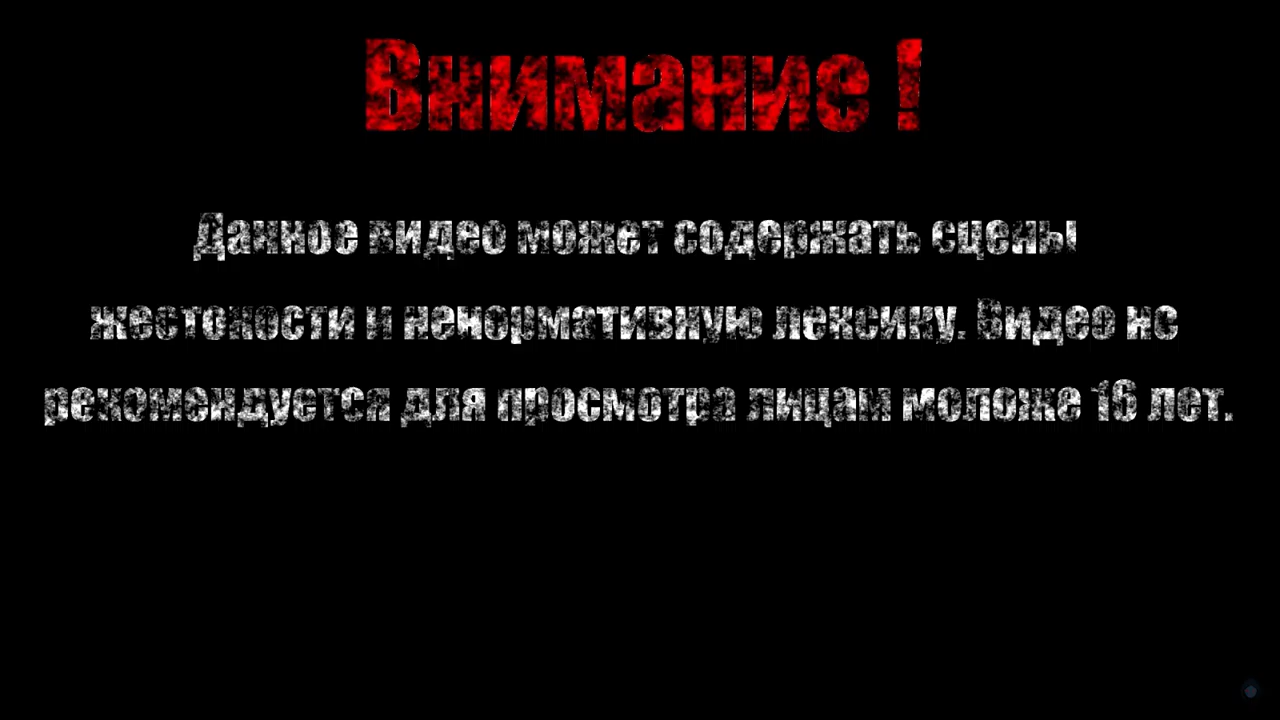 Внимание !
Данное видео может содержать сцены
жестокости и ненормативную лексику. Видео не
рекомендуется для просмотра лицам моложе 16 лет.